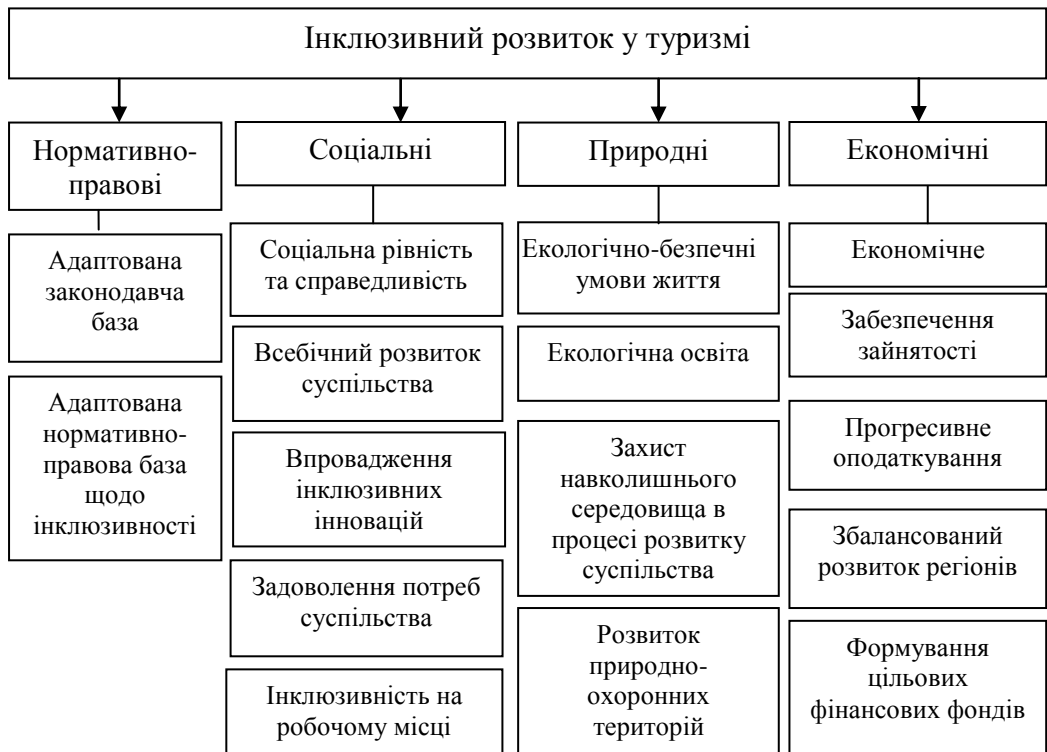 Інклюзивний розвиток у туризмі
Нормативно-
правові
Адаптована
законодавча
база
Адаптована
нормативно-
правова база
щодо
інклюзивності
Соціальні
Соціальна рівність
та справедливість
Всебічний розвиток
суспільства
Впровадження
інклюзивних
інновацій
Задоволення потреб
суспільства
Інклюзивність на
робочому місці
Природні
Екологічно-безпечні
умови життя
Екологічна освіта
Захист
навколишнього
середовища в
процесі розвитку
суспільства
Розвиток
природно-
охоронних
територій
Економічні
Економічне
Забезпечення
зайнятості
Прогресивне
оподаткування
Збалансований
розвиток регіонів
Формування
цільових
фінансових фондів